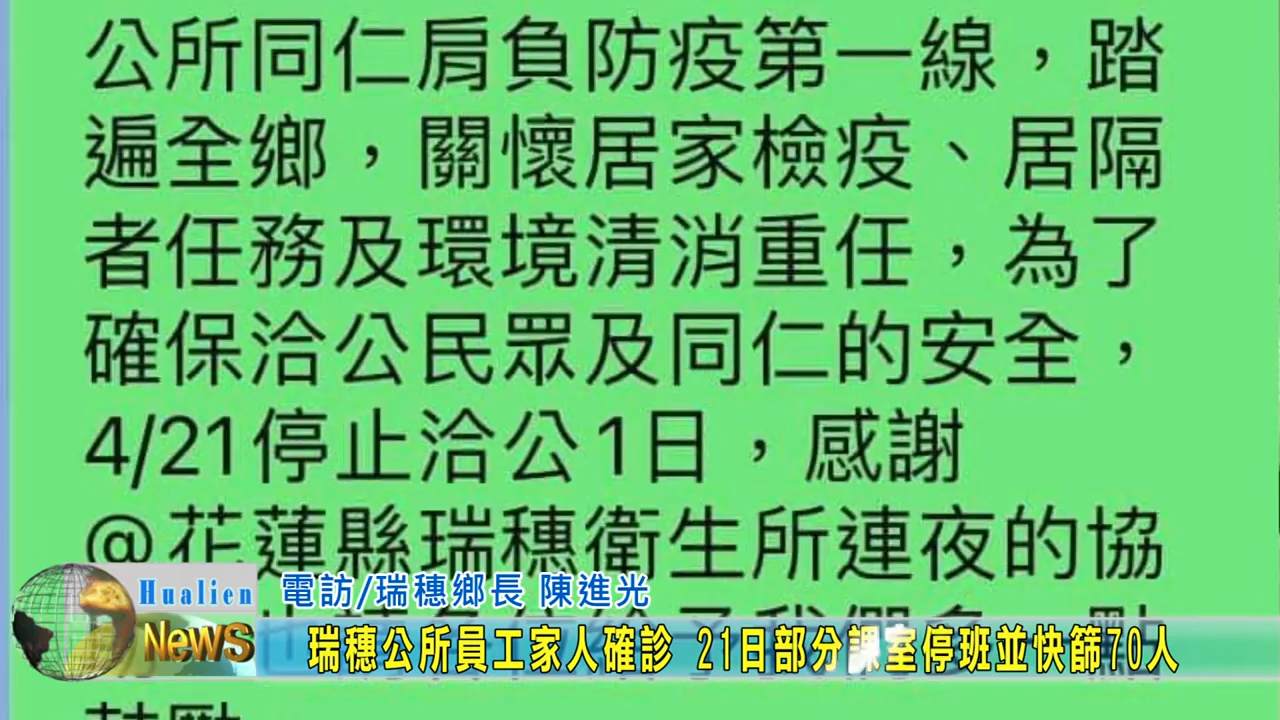 公所同仁肩負防疫第一線，踏
遍全鄉，關懷居家檢疫、居隔
者任務及環境清消重任，為了
確保洽公民眾及同仁的安全，
4/21停止洽公1日，感謝
@花蓮縣瑞穗衛生所連夜的協
Hualien
News
電訪/瑞穗鄉長 陳進光
瑞穗公所員工家人確診 21日部分課室停班並快篩70人